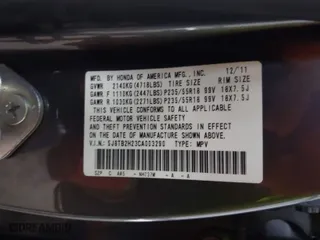 MFD. BY HONDA OF AMERICA MFG., INC. 12/11
GVWR 2140KG (4718LBS) TIRE SIZE RIM SIZE
GAWR F 1110KG (2447LBS) P235/55R18 99V 18X7.5J
GAWR R 1030KG (2271LBS) P235/55R18 99V 18X7.5J
THIS VEHICLE CONFORMS TO ALL APPLICABLE
FEDERAL MOTOR VEHICLE SAFETY
AND THEFT PREVENTION STANDARDS IN EFFECT
ON THE DATE OF MANUFACTURE SHOWN ABOVE.
V.I.N.: 5J8TB2H23CA003290 TYPE: MPV
A - A